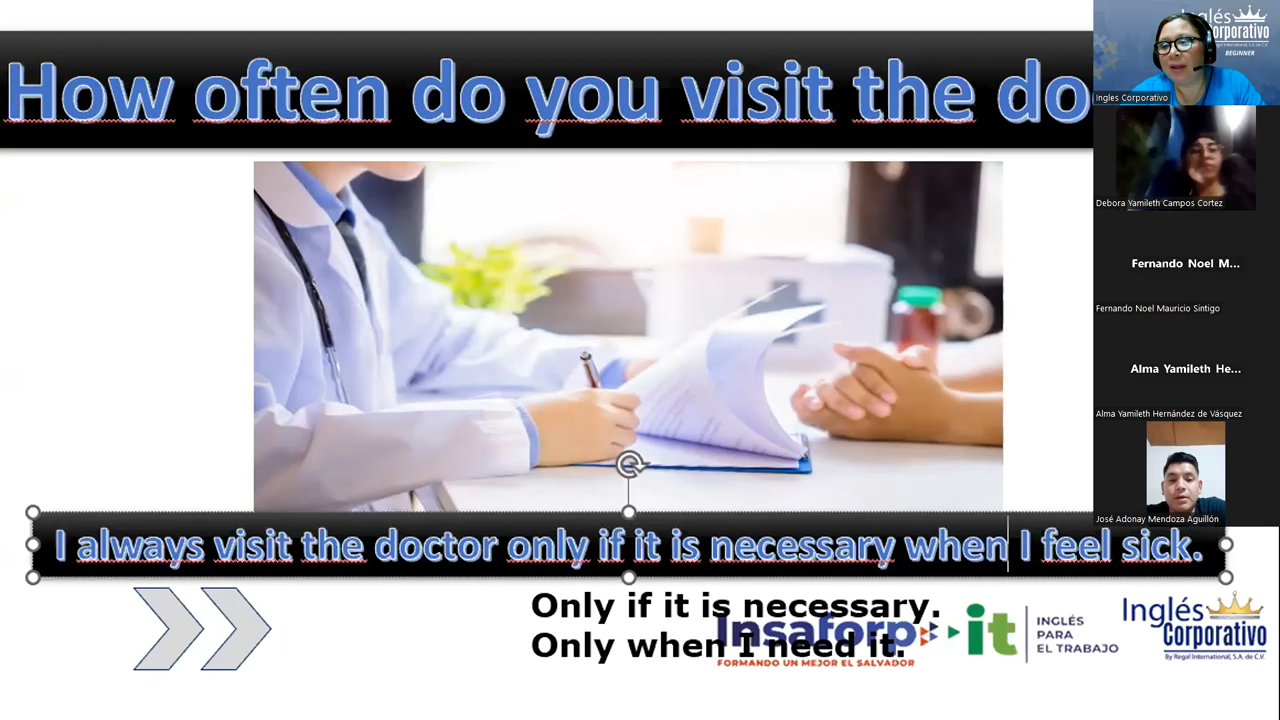 How often do you visit the do
Inglés
Corporativo
By Regal International, S.A. de C.V.
BEGINNER
Ingles Corporativo
Debora Yamileth Campos Cortez
Fernando Noel M...
Fernando Noel Mauricio Sintigo
Alma Yamileth He...
Alma Yamileth Hernández de Vásquez
José Adonay Mendoza Aguillón
I always visit the doctor only if it is necessary when I feel sick.
Only if it is necessary.
Only when I need it.
Insaforp
FORMANDO UN MEJOR EL SALVADOR
it
INGLÉS
PARA
EL TRABAJO
Inglés
Corporativo
By Regal International, S.A. de C.V.